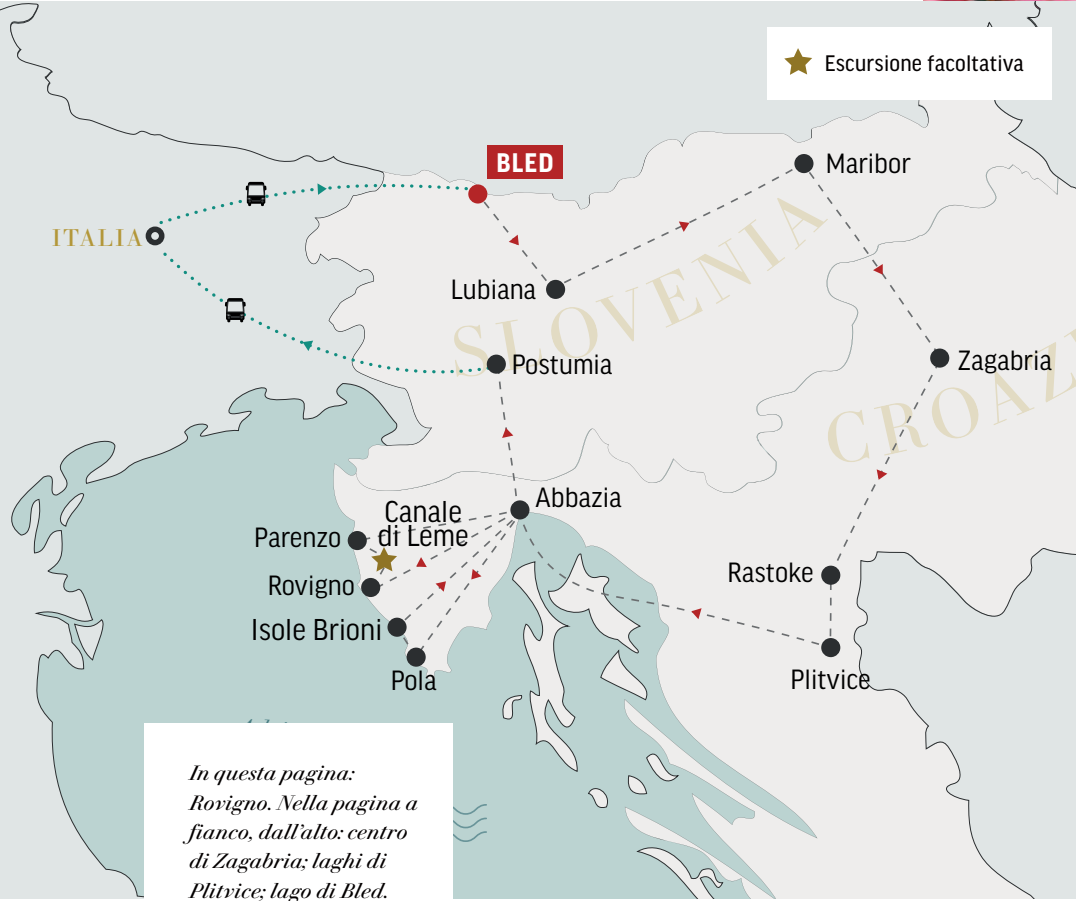 Escursione facoltativa
BLED
Maribor
ITALIA
Lubiana
SLOVENIA
Postumia
Zagabria
Abbazia
Canale
di Leme
Parenzo
Rovigno
Rastoke
Isole Brioni
Pola
Plitvice
In questa pagina:
Rovigno. Nella pagina a
fianco, dall'alto: centro
di Zagabria; laghi di
Plitvice; lago di Bled.